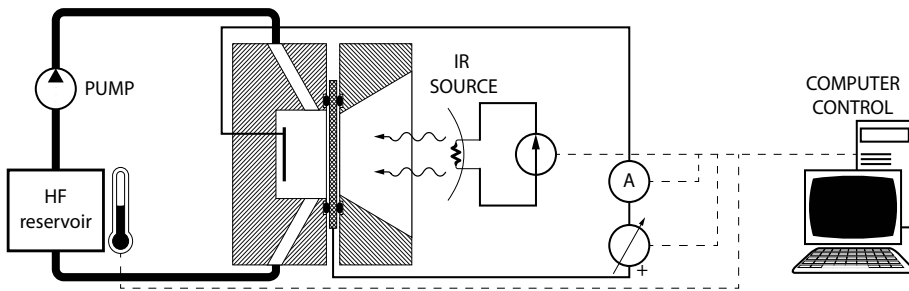 PUMP
HF
reservoir
IR
SOURCE
A
+
COMPUTER
CONTROL